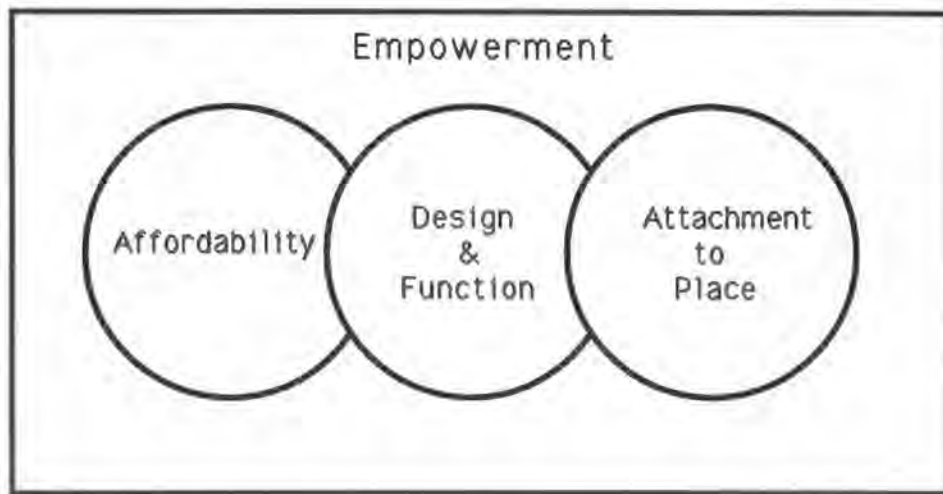 Empowerment
Affordability
Design
&
Function
Attachment
to
Place